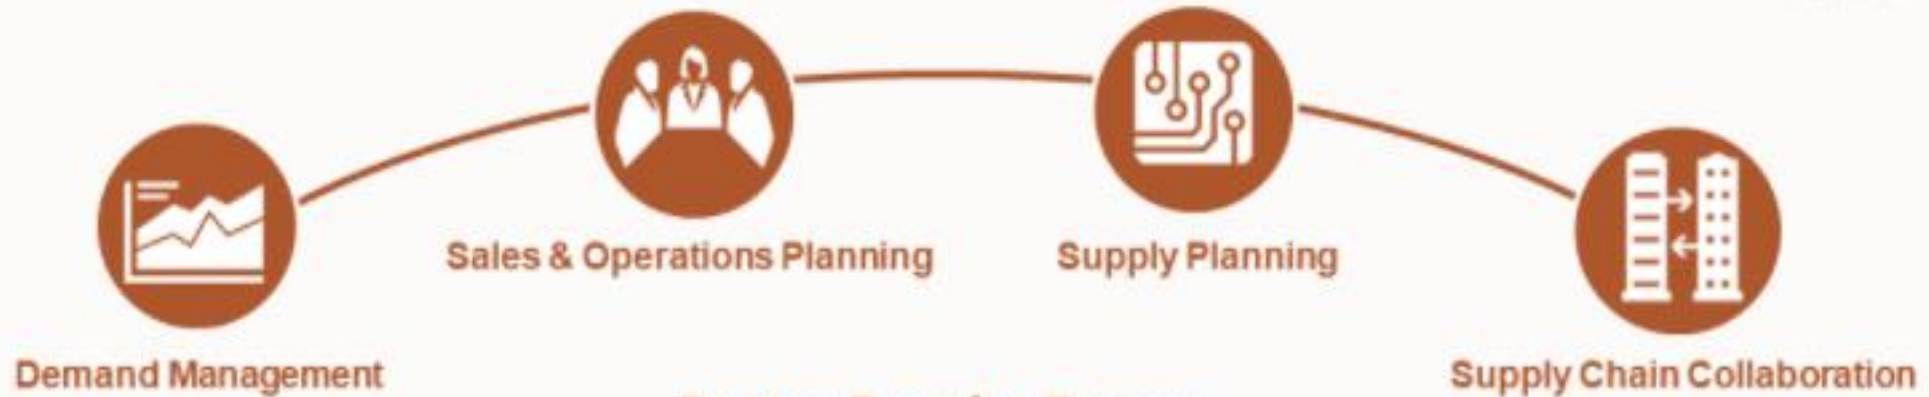 Sales & Operations Planning
Supply Planning
Demand Management
Supply Chain Collaboration